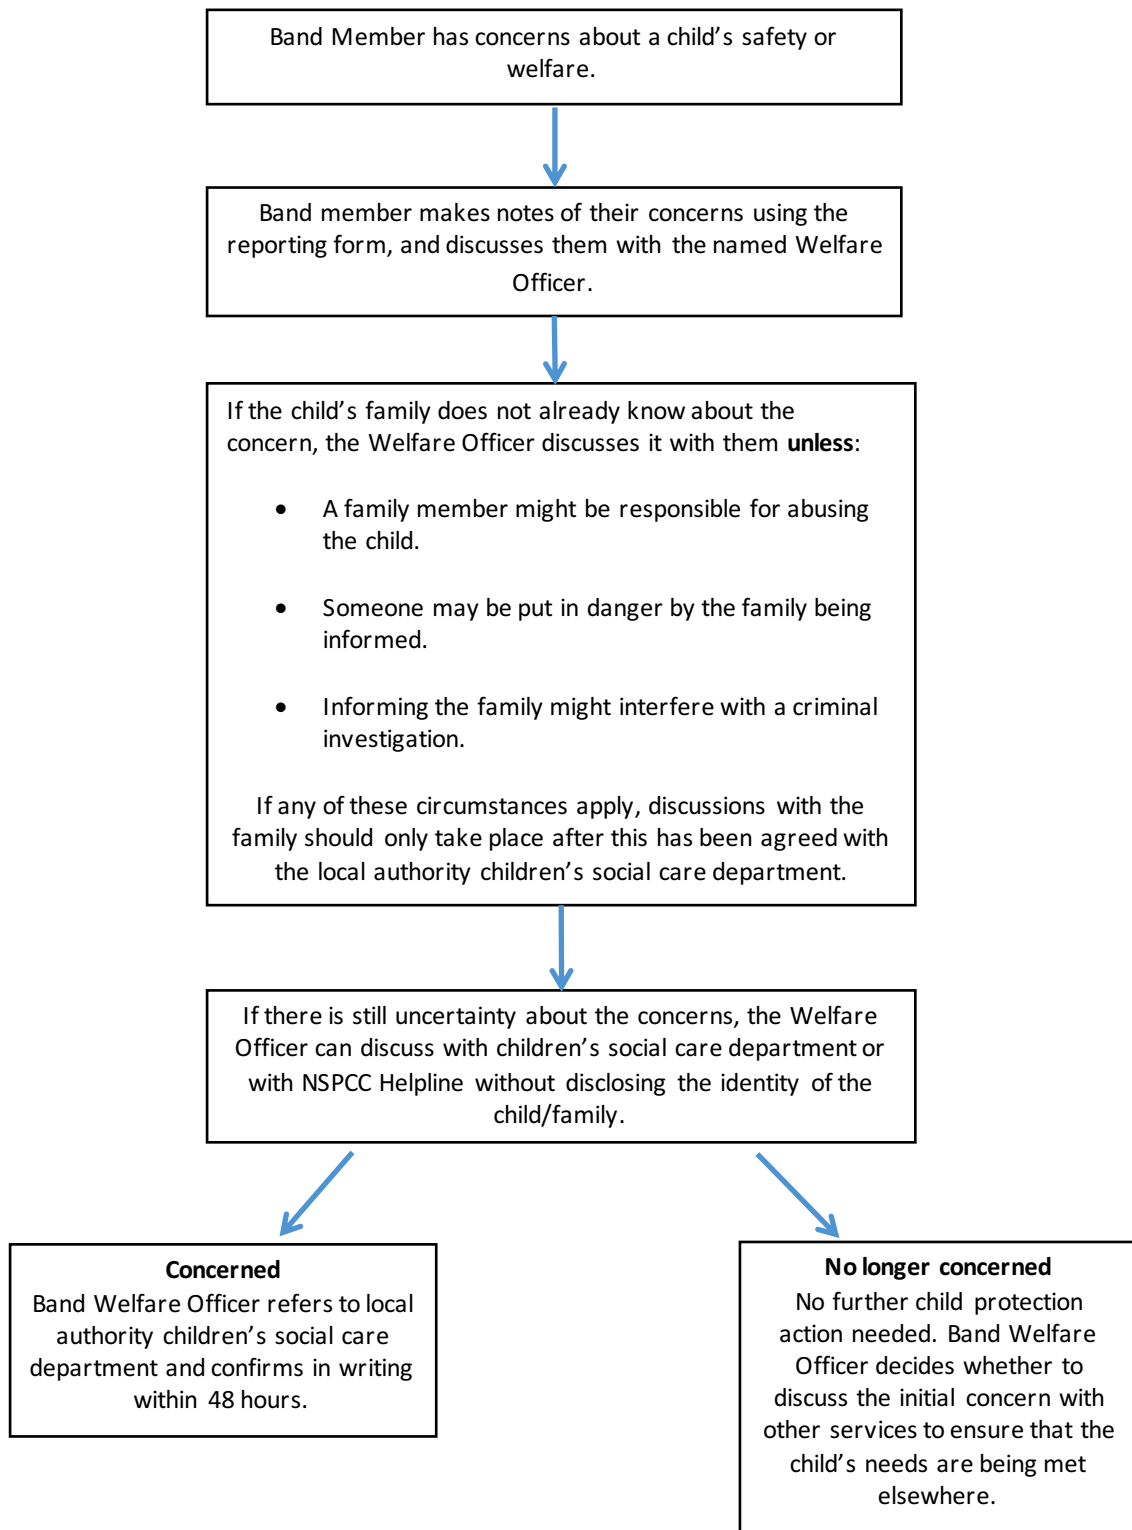 Band Member has concerns about a child’s safety or
welfare.
Band member makes notes of their concerns using the
reporting form, and discusses them with the named Welfare
Officer.
If the child’s family does not already know about the
concern, the Welfare Officer discusses it with them unless:
• A family member might be responsible for abusing
the child.
• Someone may be put in danger by the family being
informed.
• Informing the family might interfere with a criminal
investigation.
If any of these circumstances apply, discussions with the
family should only take place after this has been agreed with
the local authority children’s social care department.
If there is still uncertainty about the concerns, the Welfare
Officer can discuss with children’s social care department or
with NSPCC Helpline without disclosing the identity of the
child/family.
Concerned
Band Welfare Officer refers to local
authority children’s social care
department and confirms in writing
within 48 hours.
No longer concerned
No further child protection
action needed. Band Welfare
Officer decides whether to
discuss the initial concern with
other services to ensure that the
child’s needs are being met
elsewhere.